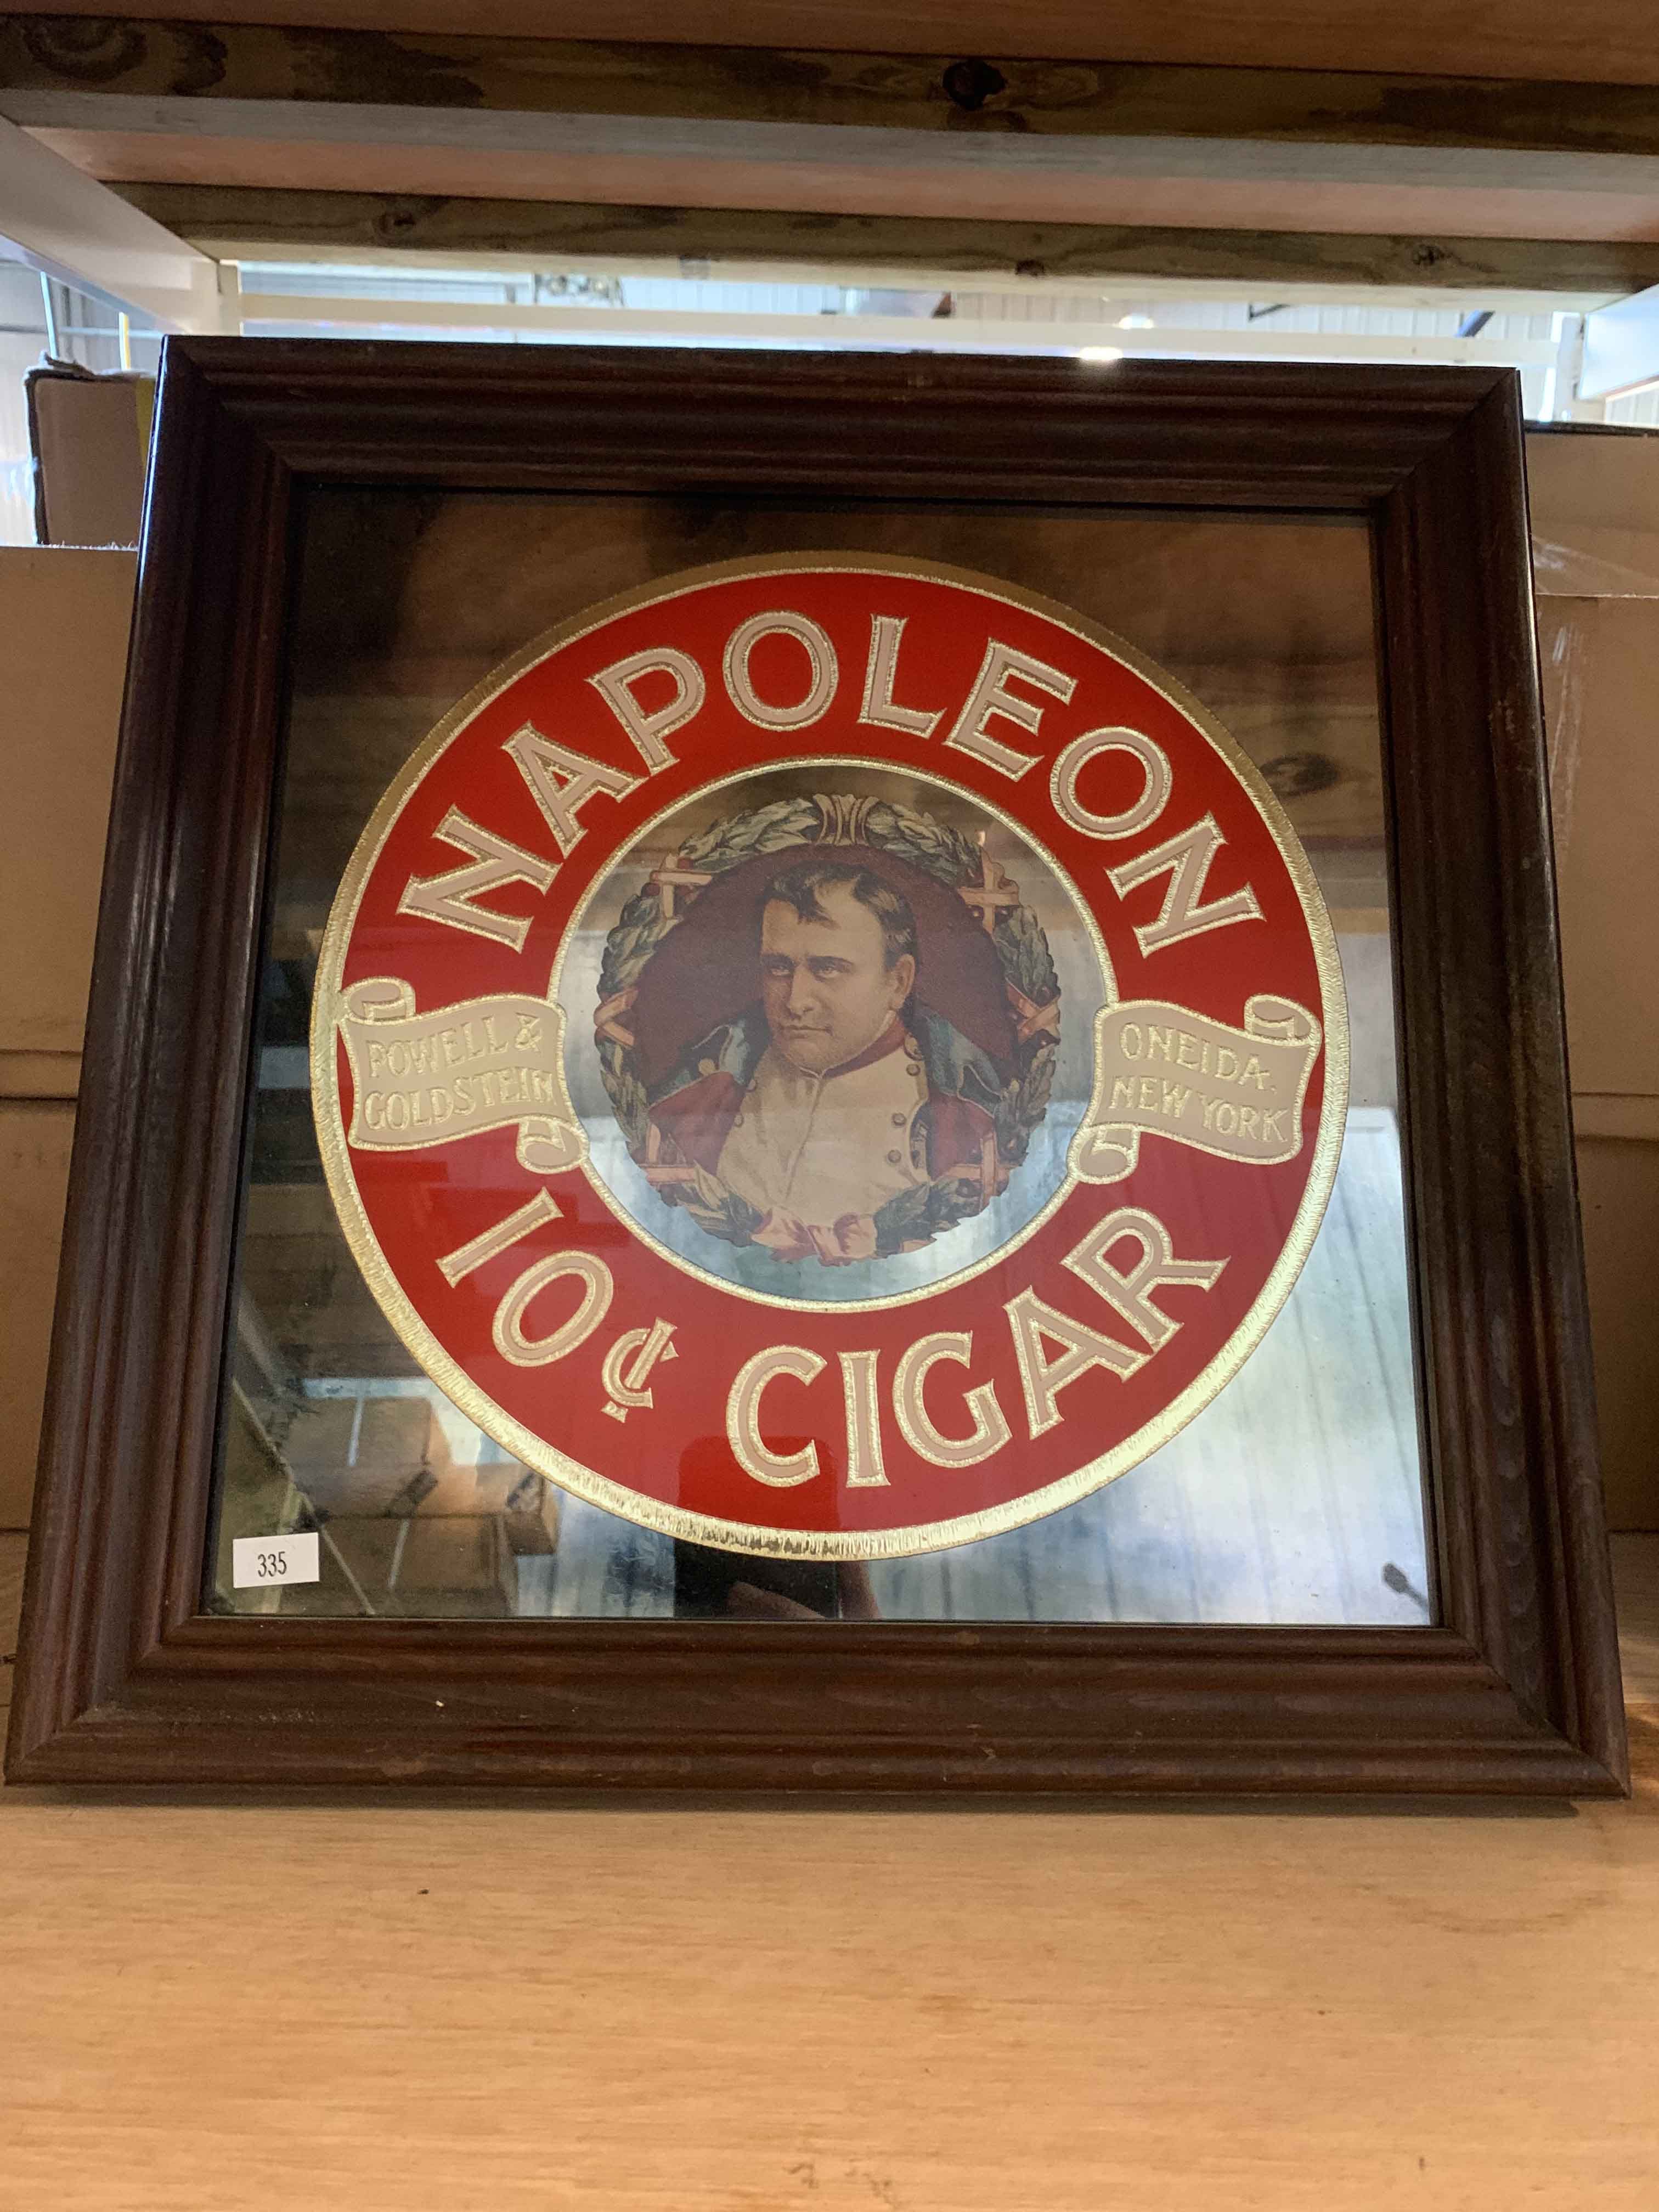 NAPOLEON
POWELL &
GOLDSTEIN
ONEIDA.
NEW YORK
10¢ CIGAR
335